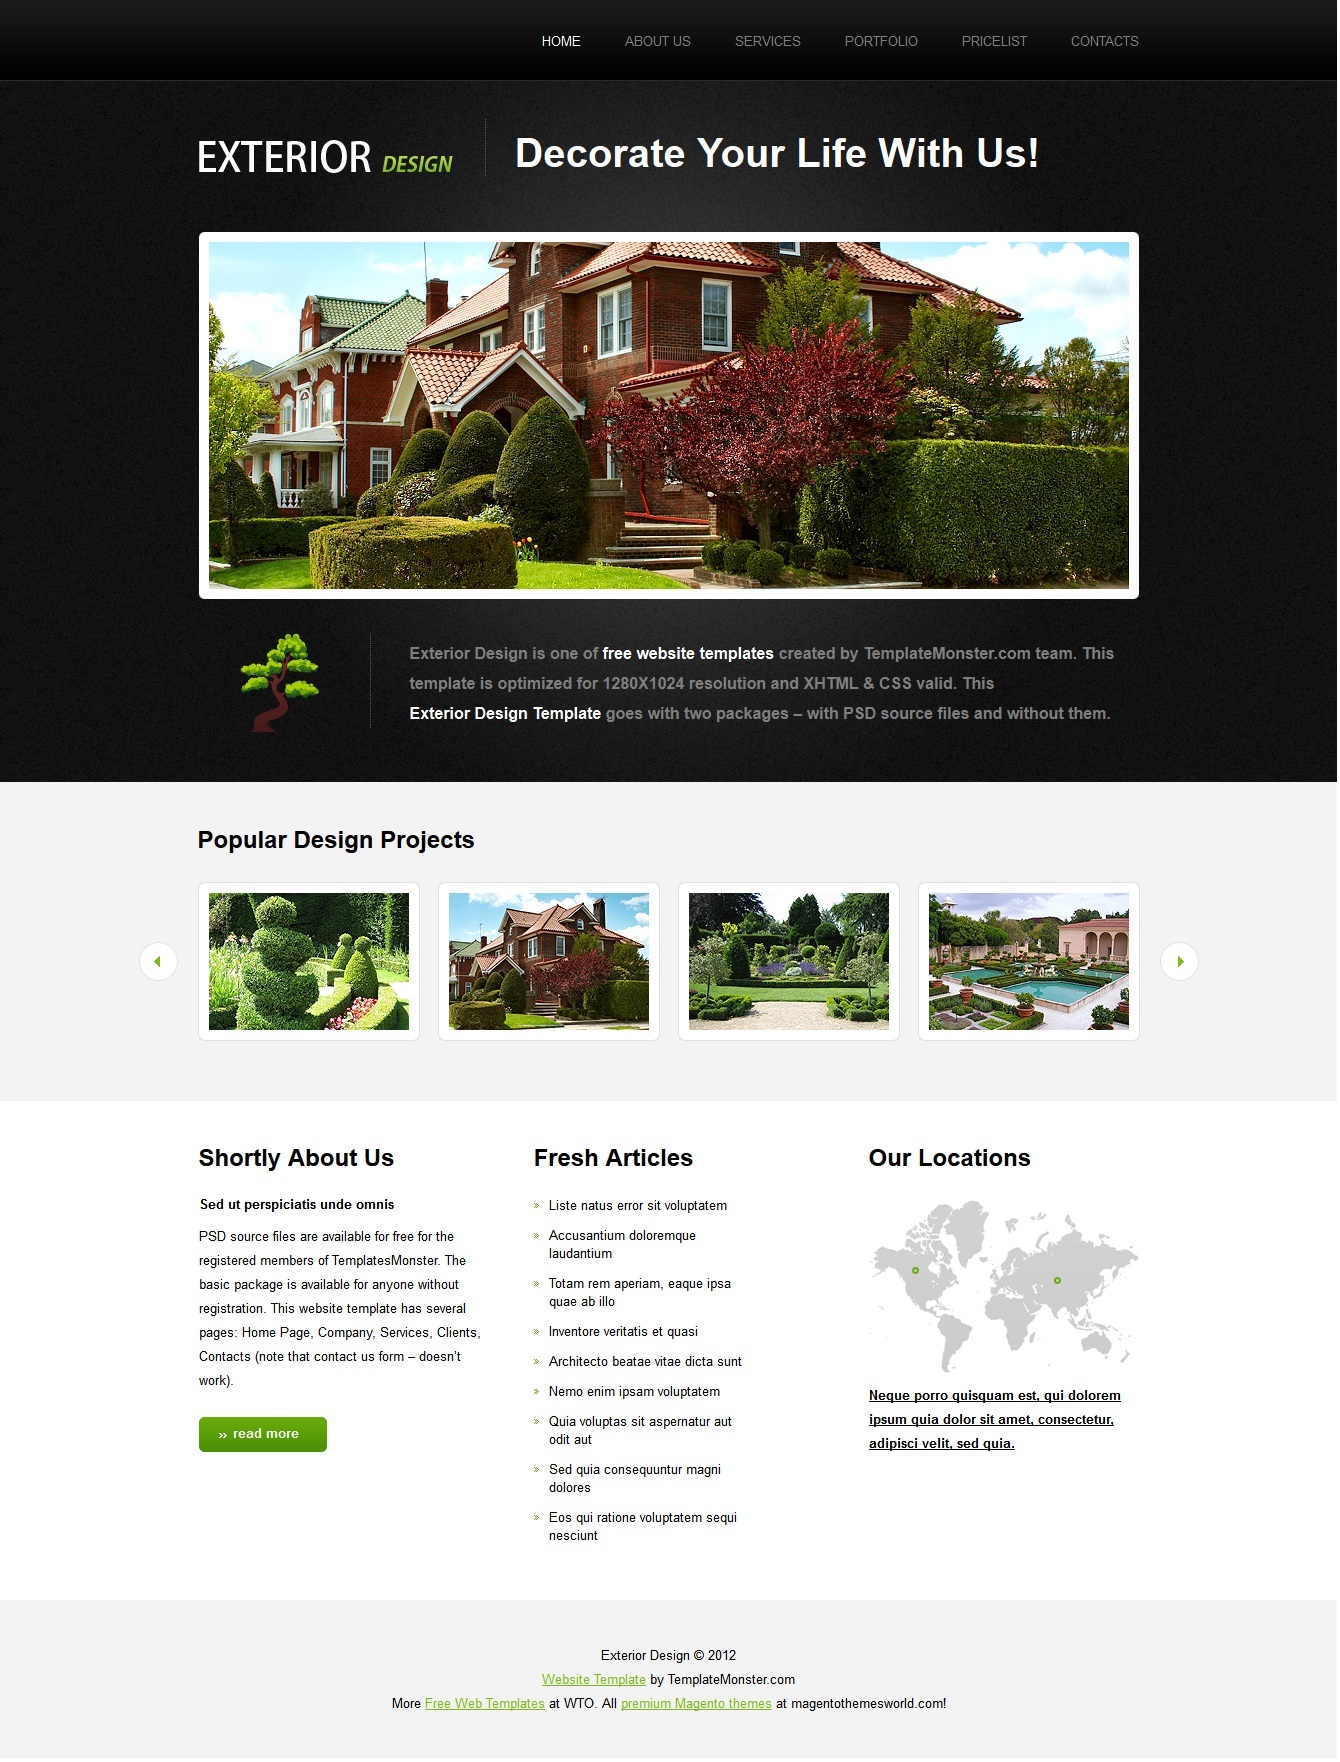 HOME ABOUT US SERVICES PORTFOLIO PRICELIST CONTACTS
EXTERIOR DESIGN
Decorate Your Life With Us!
Exterior Design is one of free website templates created by TemplateMonster.com team. This
template is optimized for 1280X1024 resolution and XHTML & CSS valid. This
Exterior Design Template goes with two packages – with PSD source files and without them.
Popular Design Projects
Shortly About Us
Sed ut perspiciatis unde omnis
PSD source files are available for free for the
registered members of TemplatesMonster. The
basic package is available for anyone without
registration. This website template has several
pages: Home Page, Company, Services, Clients,
Contacts (note that contact us form – doesn't
work).
›› read more
Fresh Articles
» Liste natus error sit voluptatem
» Accusantium doloremque
laudantium
» Totam rem aperiam, eaque ipsa
quae ab illo
» Inventore veritatis et quasi
» Architecto beatae vitae dicta sunt
» Nemo enim ipsam voluptatem
» Quia voluptas sit aspernatur aut
odit aut
» Sed quia consequuntur magni
dolores
» Eos qui ratione voluptatem sequi
nesciunt
Our Locations
Neque porro quisquam est, qui dolorem
ipsum quia dolor sit amet, consectetur,
adipisci velit, sed quia.
Exterior Design © 2012
Website Template by TemplateMonster.com
More Free Web Templates at WTO. All premium Magento themes at magentothemesworld.com!